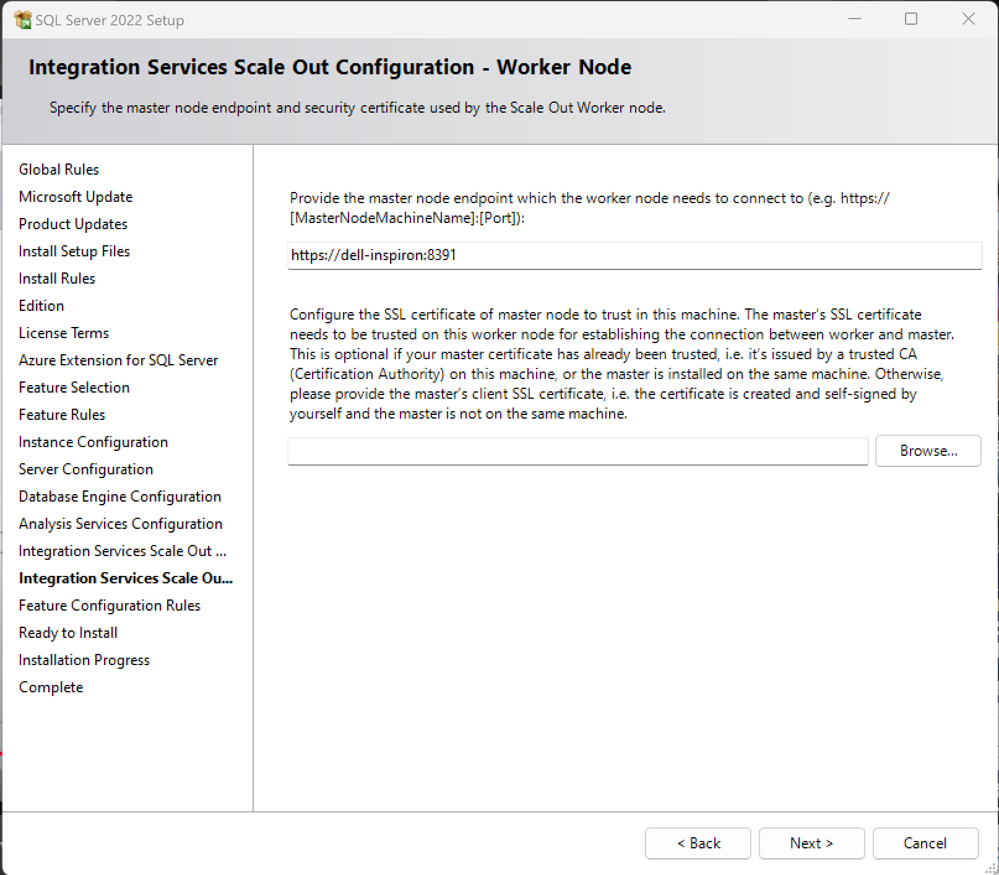 SQL Server 2022 Setup
Integration Services Scale Out Configuration - Worker Node
Specify the master node endpoint and security certificate used by the Scale Out Worker node.
Global Rules
Microsoft Update
Product Updates
Install Setup Files
Install Rules
Edition
License Terms
Azure Extension for SQL Server
Feature Selection
Feature Rules
Instance Configuration
Server Configuration
Database Engine Configuration
Analysis Services Configuration
Integration Services Scale Out ...
Integration Services Scale Ou...
Feature Configuration Rules
Ready to Install
Installation Progress
Complete
Provide the master node endpoint which the worker node needs to connect to (e.g. https://
[MasterNodeMachineName]:[Port]):
https://dell-inspiron:8391
Configure the SSL certificate of master node to trust in this machine. The master's SSL certificate
needs to be trusted on this worker node for establishing the connection between worker and master.
This is optional if your master certificate has already been trusted, i.e. it's issued by a trusted CA
(Certification Authority) on this machine, or the master is installed on the same machine. Otherwise,
please provide the master's client SSL certificate, i.e. the certificate is created and self-signed by
yourself and the master is not on the same machine.
Browse...
< Back
Next >
Cancel